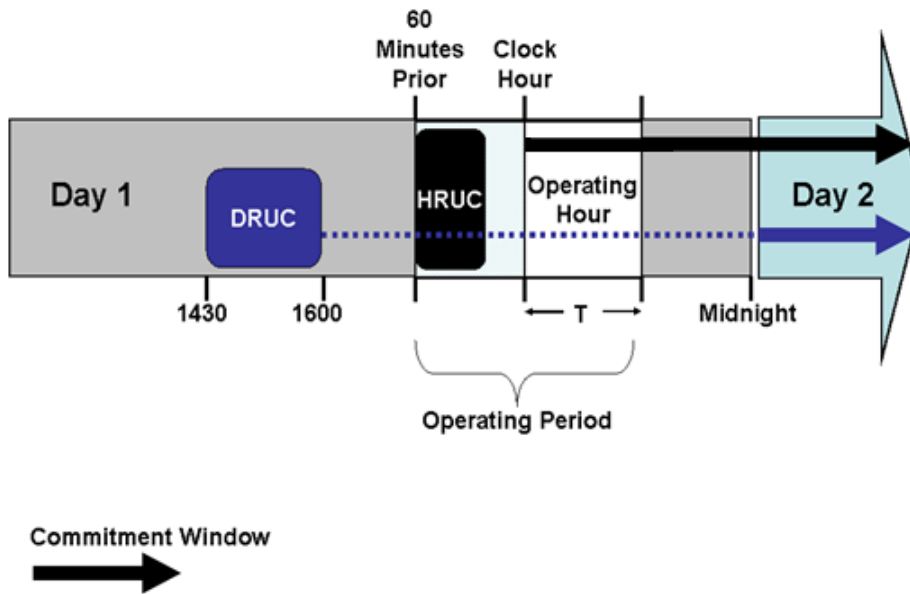 60
Minutes
Prior
Clock
Hour
Day 1
DRUC
HRUC
Operating
Hour
Day 2
1430
1600
T
Midnight
Operating Period
Commitment Window